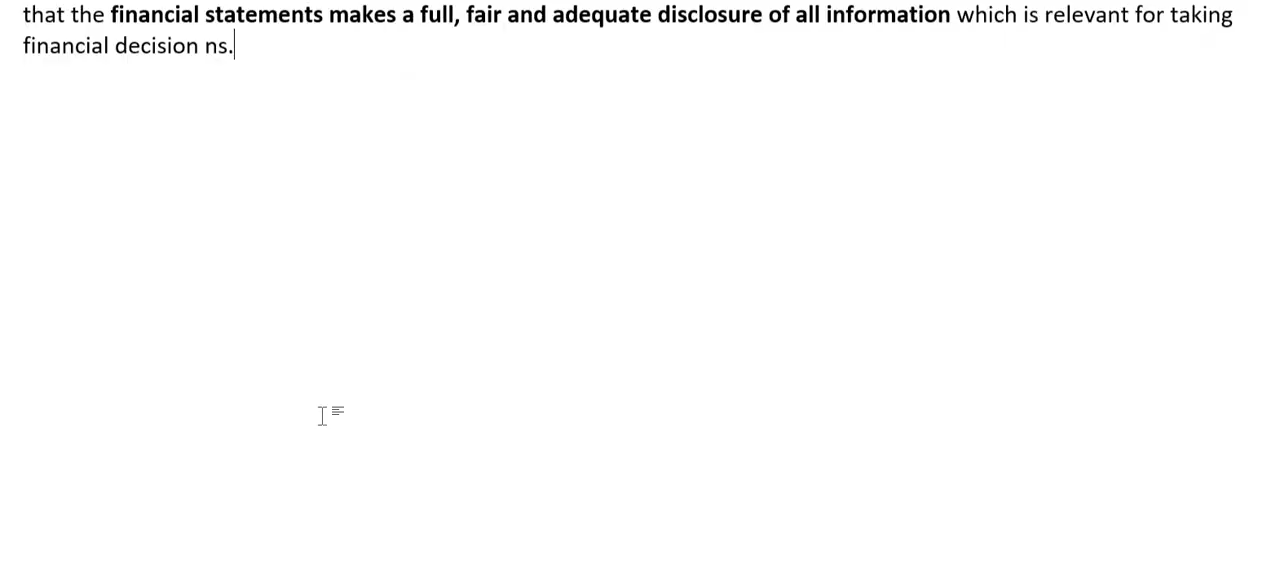 that the financial statements makes a full, fair and adequate disclosure of all information which is relevant for taking
financial decision ns.